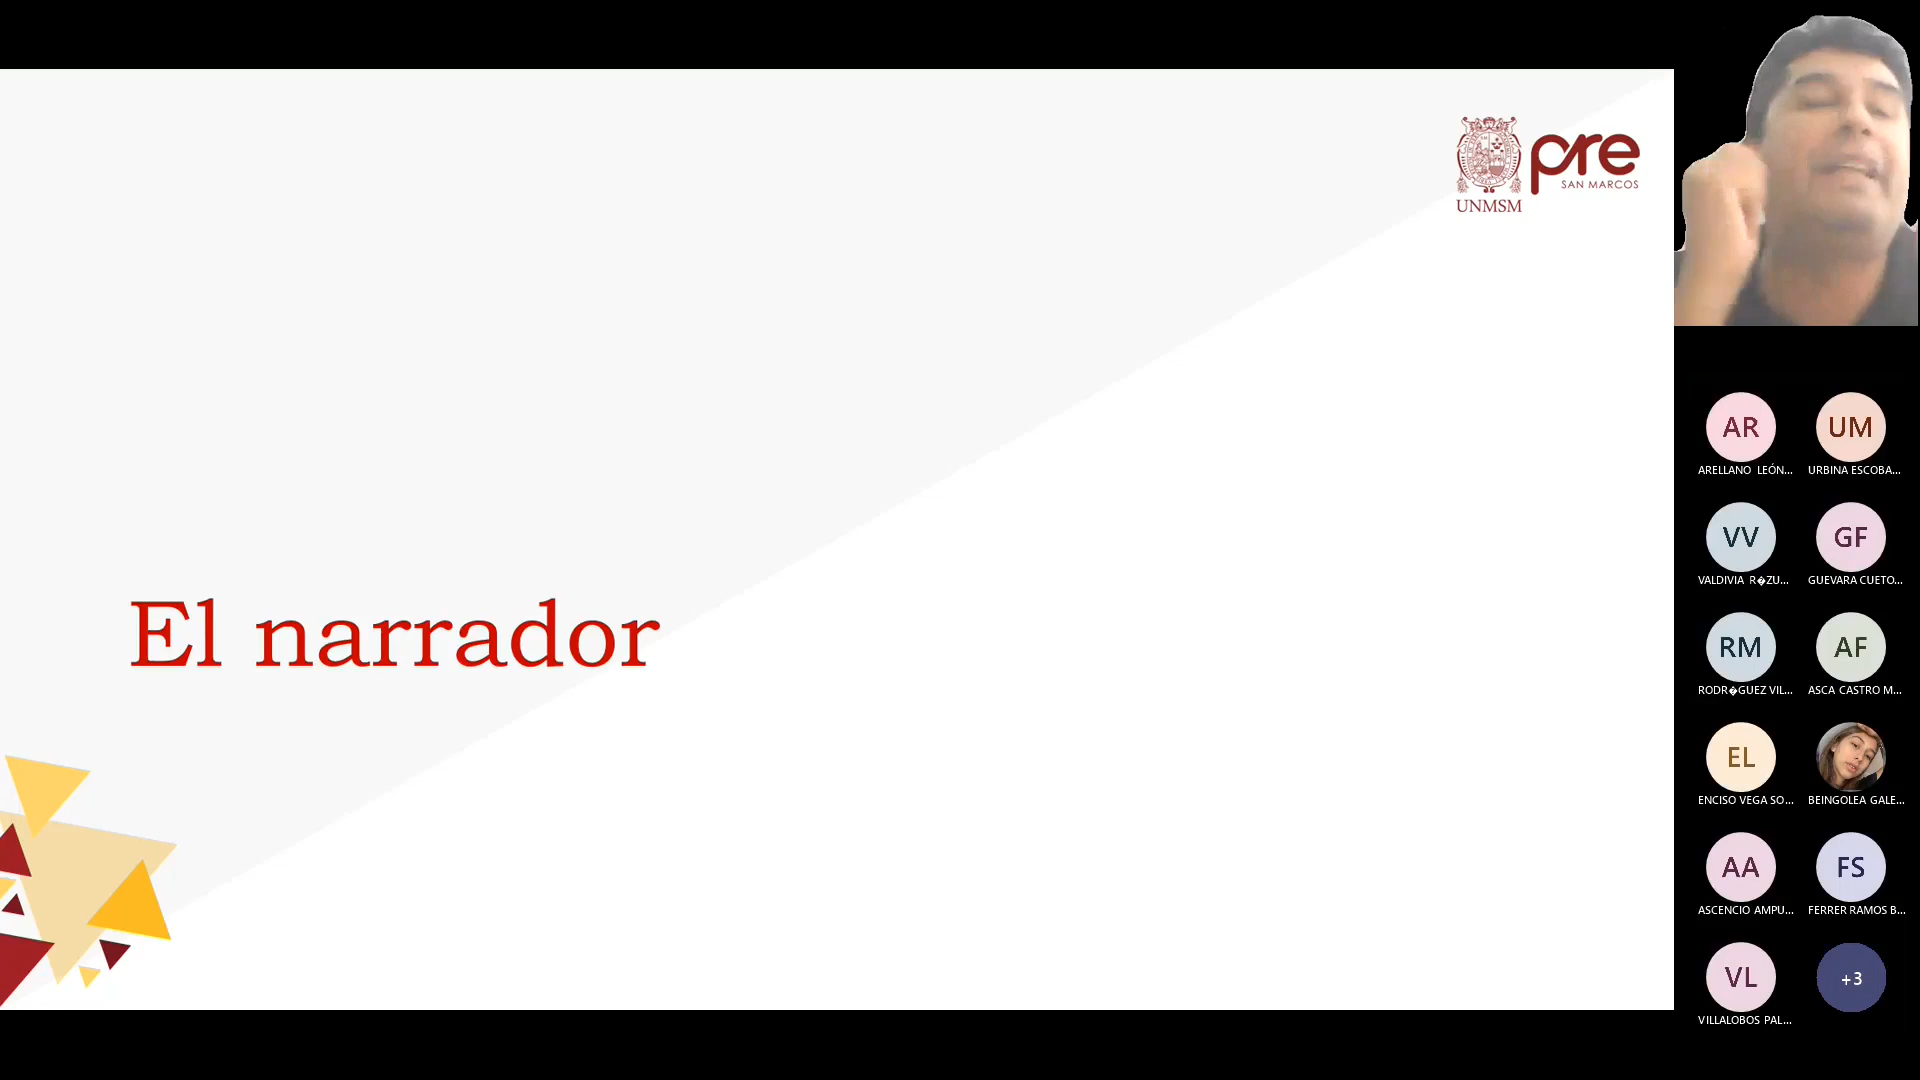 pre
SAN MARCOS
UNMSM
El narrador
AR
UM
ARELLANO LEÓN...
URBINA ESCOBA...
VV
GF
VALDIVIA R�ZU...
GUEVARA CUETO...
RM
AF
RODR�GUEZ VIL...
ASCA CASTRO M...
EL
ENCISO VEGA SO...
BEINGOLEA GALE...
AA
FS
ASCENCIO AMPU...
FERRER RAMOS B...
VL
+3
VILLALOBOS PAL...